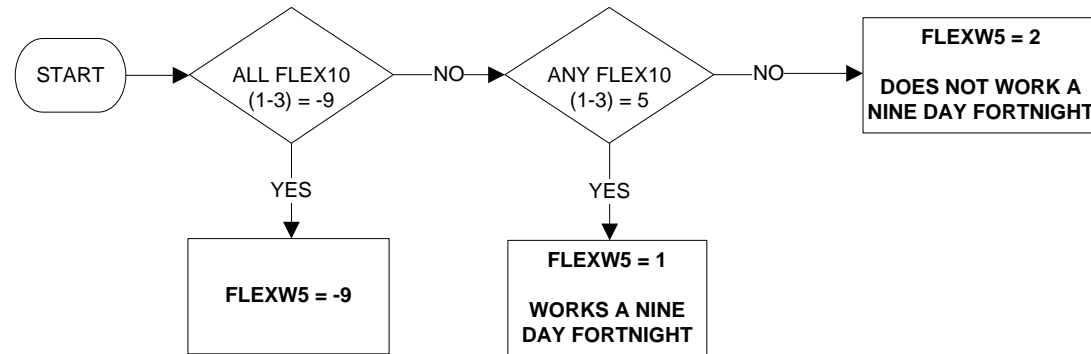 START
ALL FLEX10
(1-3) = -9
NO
ANY FLEX10
(1-3) = 5
NO
FLEXW5 = 2
DOES NOT WORK A
NINE DAY FORTNIGHT
YES
YES
FLEXW5 = -9
FLEXW5 = 1
WORKS A NINE
DAY FORTNIGHT